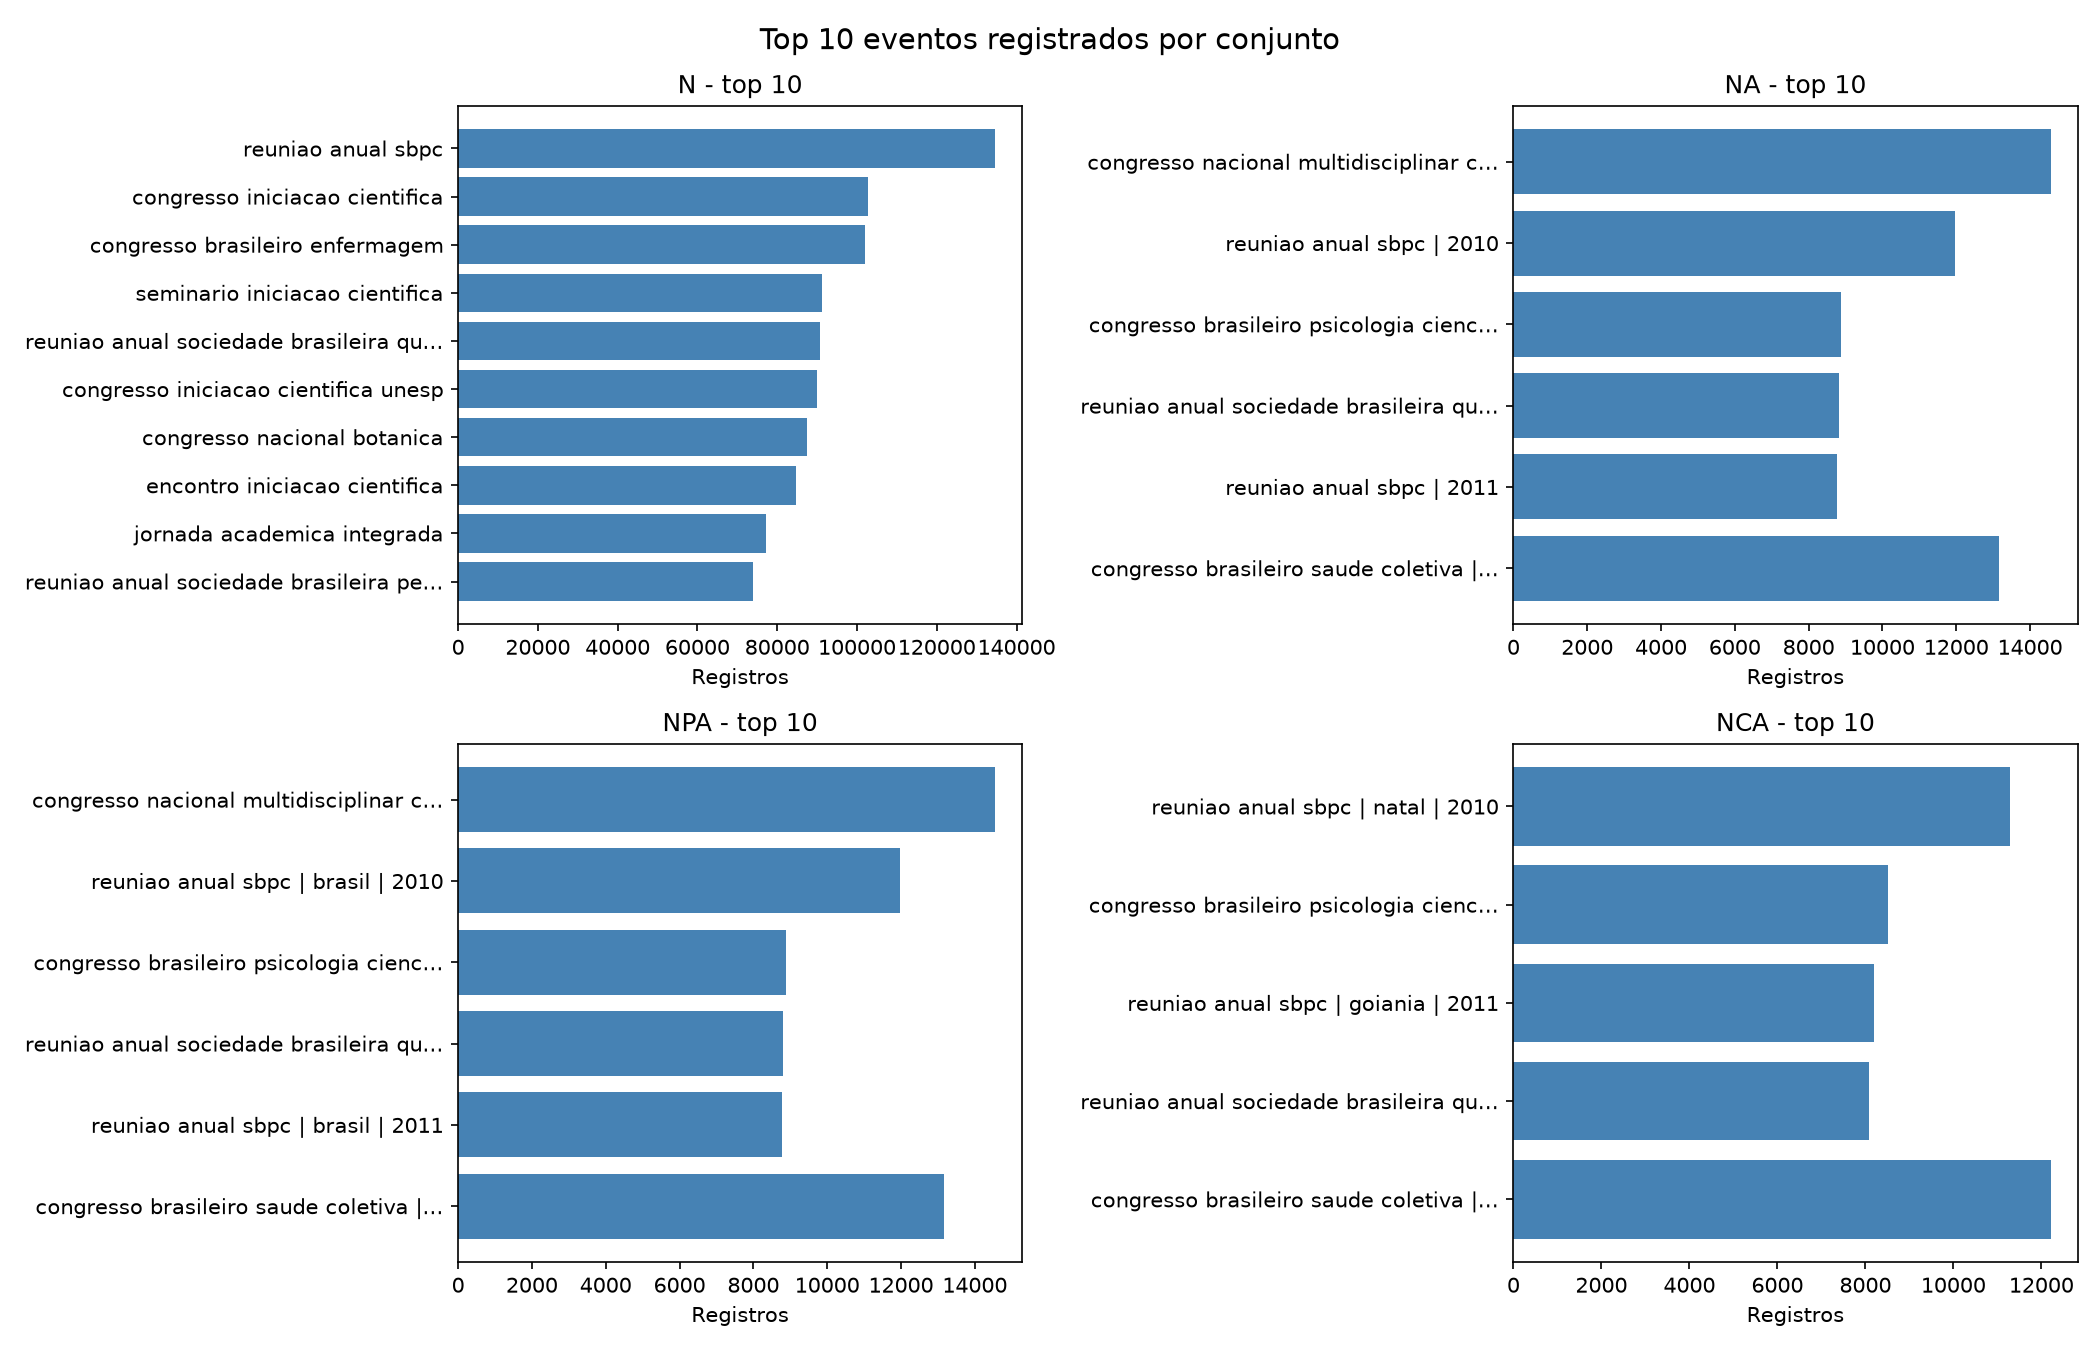 Top 10 eventos registrados por conjunto
N - top 10
reuniao anual sbpc
congresso iniciacao cientifica
congresso brasileiro enfermagem
seminario iniciacao cientifica
reuniao anual sociedade brasileira qu...
congresso iniciacao cientifica unesp
congresso nacional botanica
encontro iniciacao cientifica
jornada academica integrada
reuniao anual sociedade brasileira pe...
0 20000 40000 60000 80000 100000 120000 140000
Registros
NA - top 10
congresso nacional multidisciplinar c...
reuniao anual sbpc | 2010
congresso brasileiro psicologia cienc...
reuniao anual sociedade brasileira qu...
reuniao anual sbpc | 2011
congresso brasileiro saude coletiva |...
0 2000 4000 6000 8000 10000 12000 14000
Registros
NPA - top 10
congresso nacional multidisciplinar c...
reuniao anual sbpc | brasil | 2010
congresso brasileiro psicologia cienc...
reuniao anual sociedade brasileira qu...
reuniao anual sbpc | brasil | 2011
congresso brasileiro saude coletiva |...
0 2000 4000 6000 8000 10000 12000 14000
Registros
NCA - top 10
reuniao anual sbpc | natal | 2010
congresso brasileiro psicologia cienc...
reuniao anual sbpc | goiania | 2011
reuniao anual sociedade brasileira qu...
congresso brasileiro saude coletiva |...
0 2000 4000 6000 8000 10000 12000
Registros